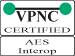 VPNC
CERTIFIED
AES
Interop